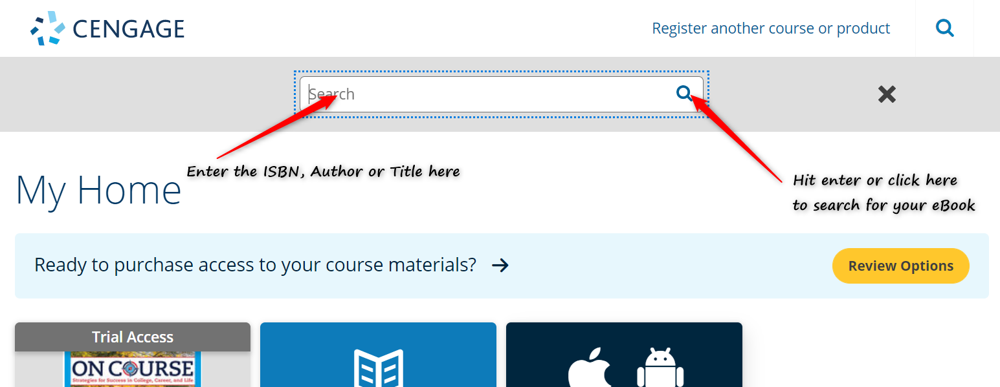 CENGAGE
Register another course or product
Search
Enter the ISBN, Author or Title here
Hit enter or click here
to search for your eBook
My Home
Ready to purchase access to your course materials?
Review Options
Trial Access
ON COURSE
Strategies for Success in College, Career, and Life